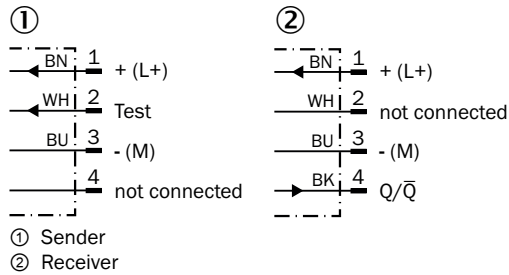 ① ②
BN 1 + (L+)
WH 2 Test
BU 3 - (M)
4 not connected
BN 1 + (L+)
WH 2 not connected
BU 3 - (M)
BK 4 Q/Q̅
① Sender
② Receiver